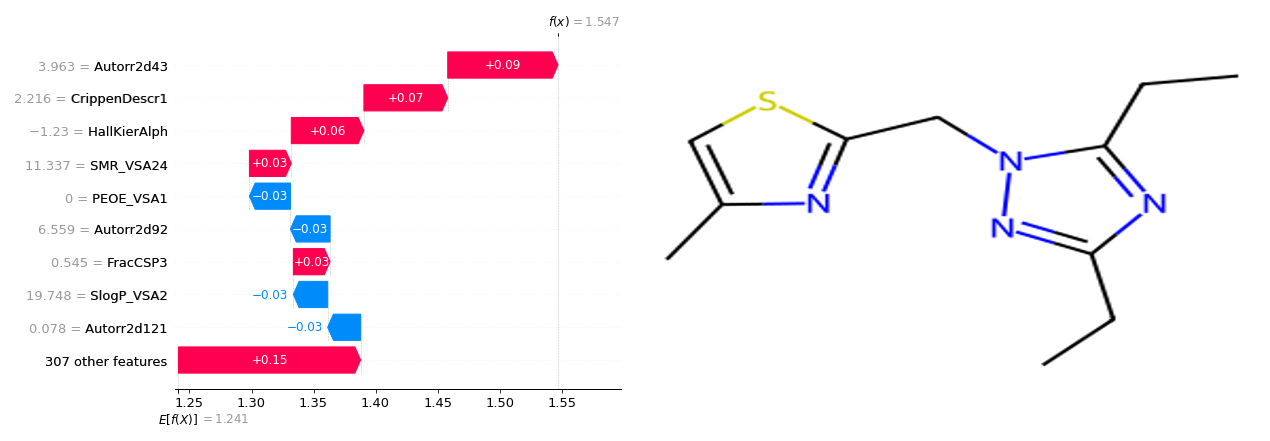 f(x) = 1.547
3.963 = Autorr2d43
+0.09
2.216 = CrippenDescr1
+0.07
−1.23 = HallKierAlph
+0.06
11.337 = SMR_VSA24
+0.03
0 = PEOE_VSA1
−0.03
6.559 = Autorr2d92
−0.03
0.545 = FracCSP3
+0.03
19.748 = SlogP_VSA2
−0.03
0.078 = Autorr2d121
−0.03
307 other features
+0.15
1.25 1.30 1.35 1.40 1.45 1.50 1.55
E[f(X)] = 1.241
S
N
N
N
N